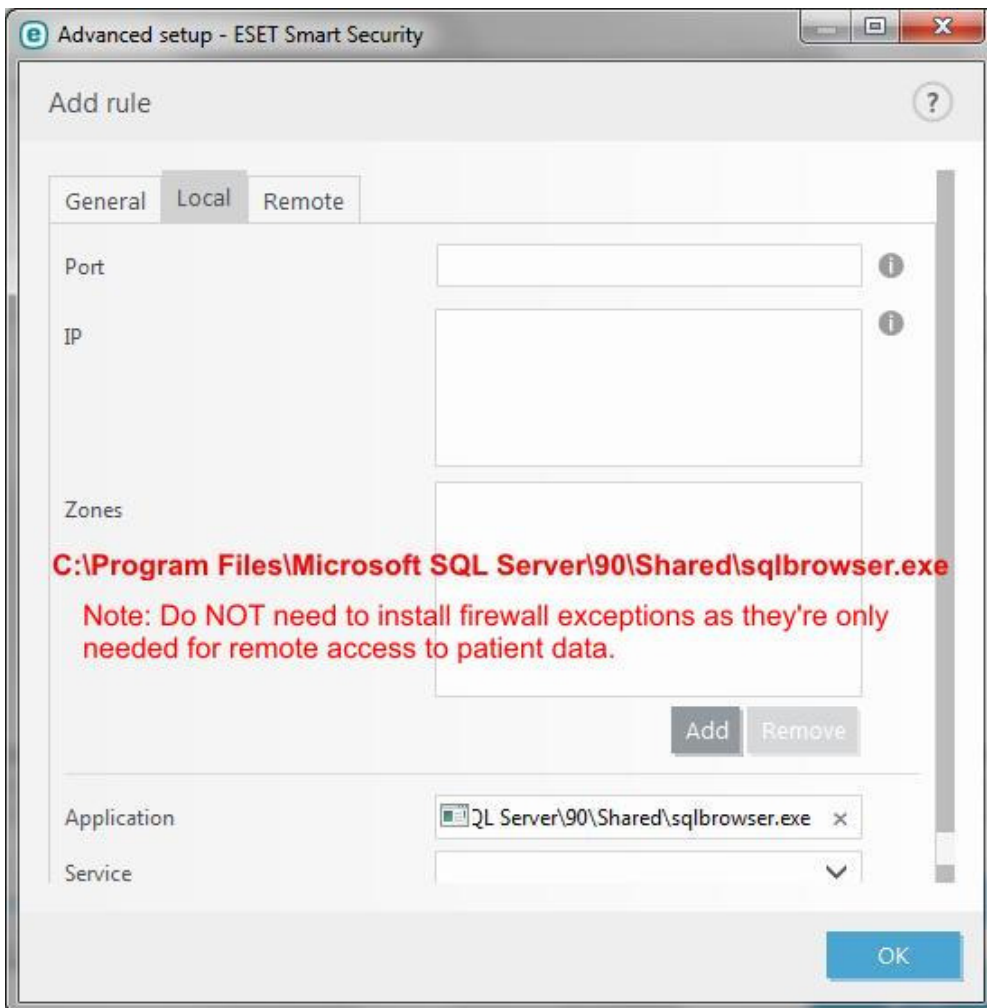 Advanced setup - ESET Smart Security
Add rule
?
General Local Remote
Port
IP
Zones
C:\Program Files\Microsoft SQL Server\90\Shared\sqlbrowser.exe
Note: Do NOT need to install firewall exceptions as they're only
needed for remote access to patient data.
Add Remove
Application QL Server\90\Shared\sqlbrowser.exe
Service
OK